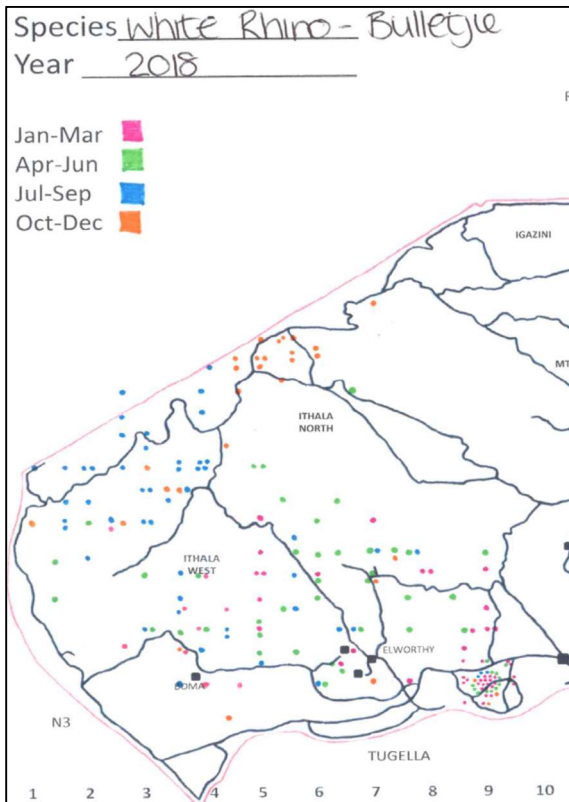 Species White Rhino - Bulletjie
Year 2018
Jan-Mar
Apr-Jun
Jul-Sep
Oct-Dec
IGAZINI
MT
ITHALA
NORTH
ITHALA
WEST
ELWORTHY
BOMA
N3
TUGELLA
1 2 3 4 5 6 7 8 9 10